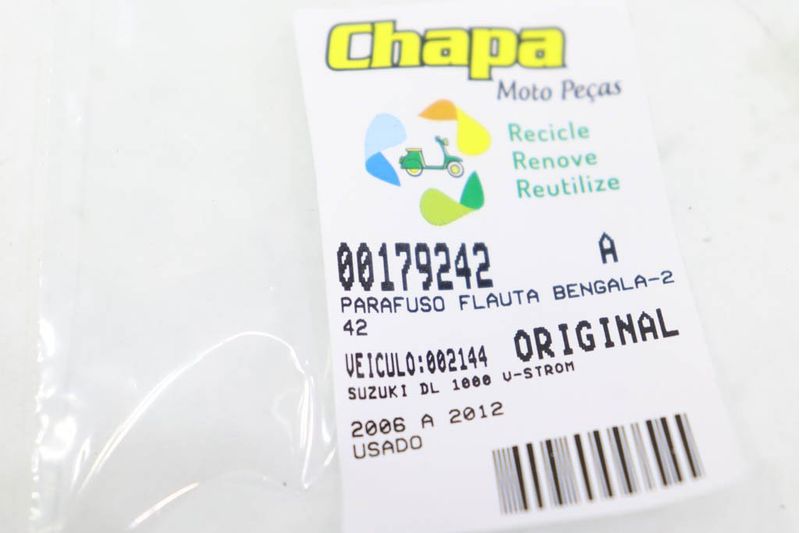 Chapa
Moto Peças
Recicle
Renove
Reutilize
00179242 A
PARAFUSO FLAUTA BENGALA-2
42
VEICULO:002144 ORIGINAL
SUZUKI DL 1000 V-STROM
2006 A 2012
USADO